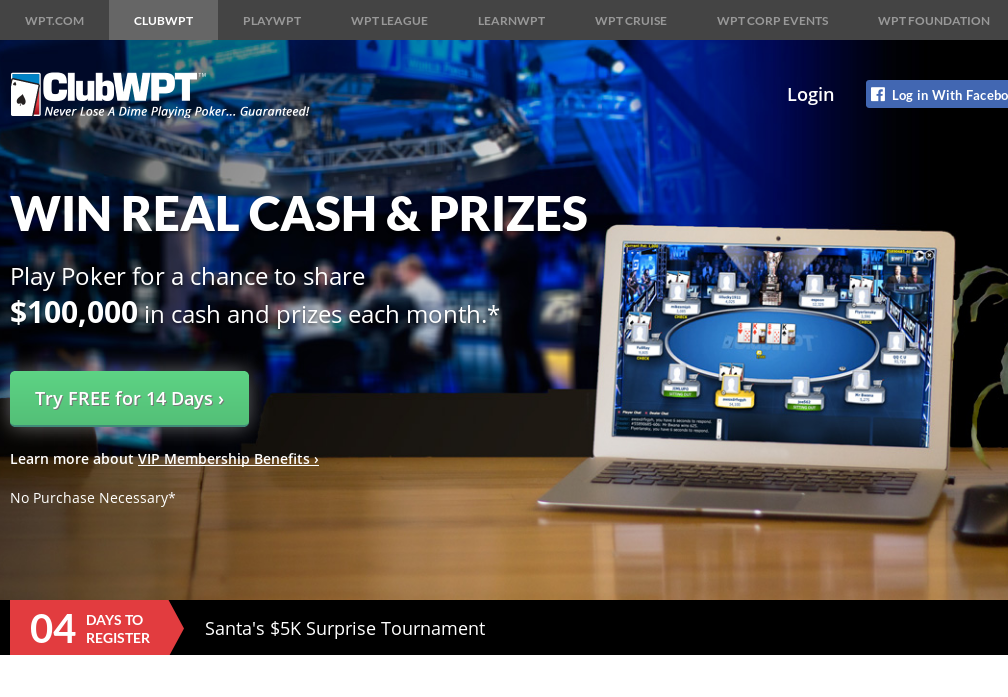 WPT.COM CLUBWPT PLAYWPT WPT LEAGUE LEARNWPT WPT CRUISE WPT CORP EVENTS WPT FOUNDATION
ClubWPT™
Never Lose A Dime Playing Poker... Guaranteed!
Login
Log in With Facebo
WIN REAL CASH & PRIZES
Play Poker for a chance to share
$100,000 in cash and prizes each month.*
Try FREE for 14 Days ›
Learn more about VIP Membership Benefits ›
No Purchase Necessary*
04 DAYS TO
REGISTER
Santa's $5K Surprise Tournament